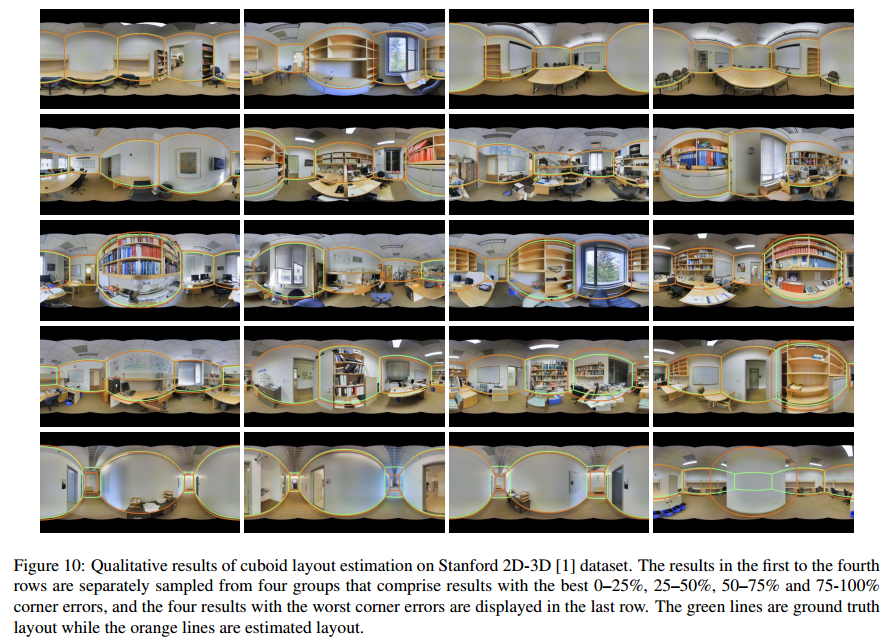 Figure 10: Qualitative results of cuboid layout estimation on Stanford 2D-3D [1] dataset. The results in the first to the fourth
rows are separately sampled from four groups that comprise results with the best 0–25%, 25–50%, 50–75% and 75-100%
corner errors, and the four results with the worst corner errors are displayed in the last row. The green lines are ground truth
layout while the orange lines are estimated layout.